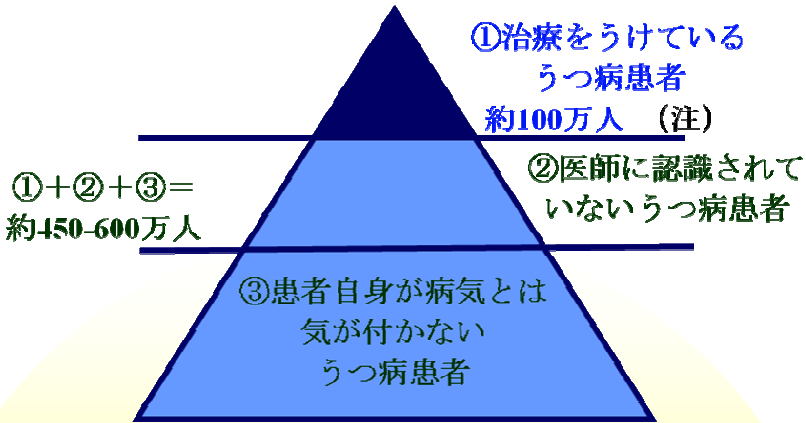 ①治療をうけている
うつ病患者
約100万人 （注）
②医師に認識されて
いないうつ病患者
①＋②＋③＝
約450-600万人
③患者自身が病気とは
気が付かない
うつ病患者